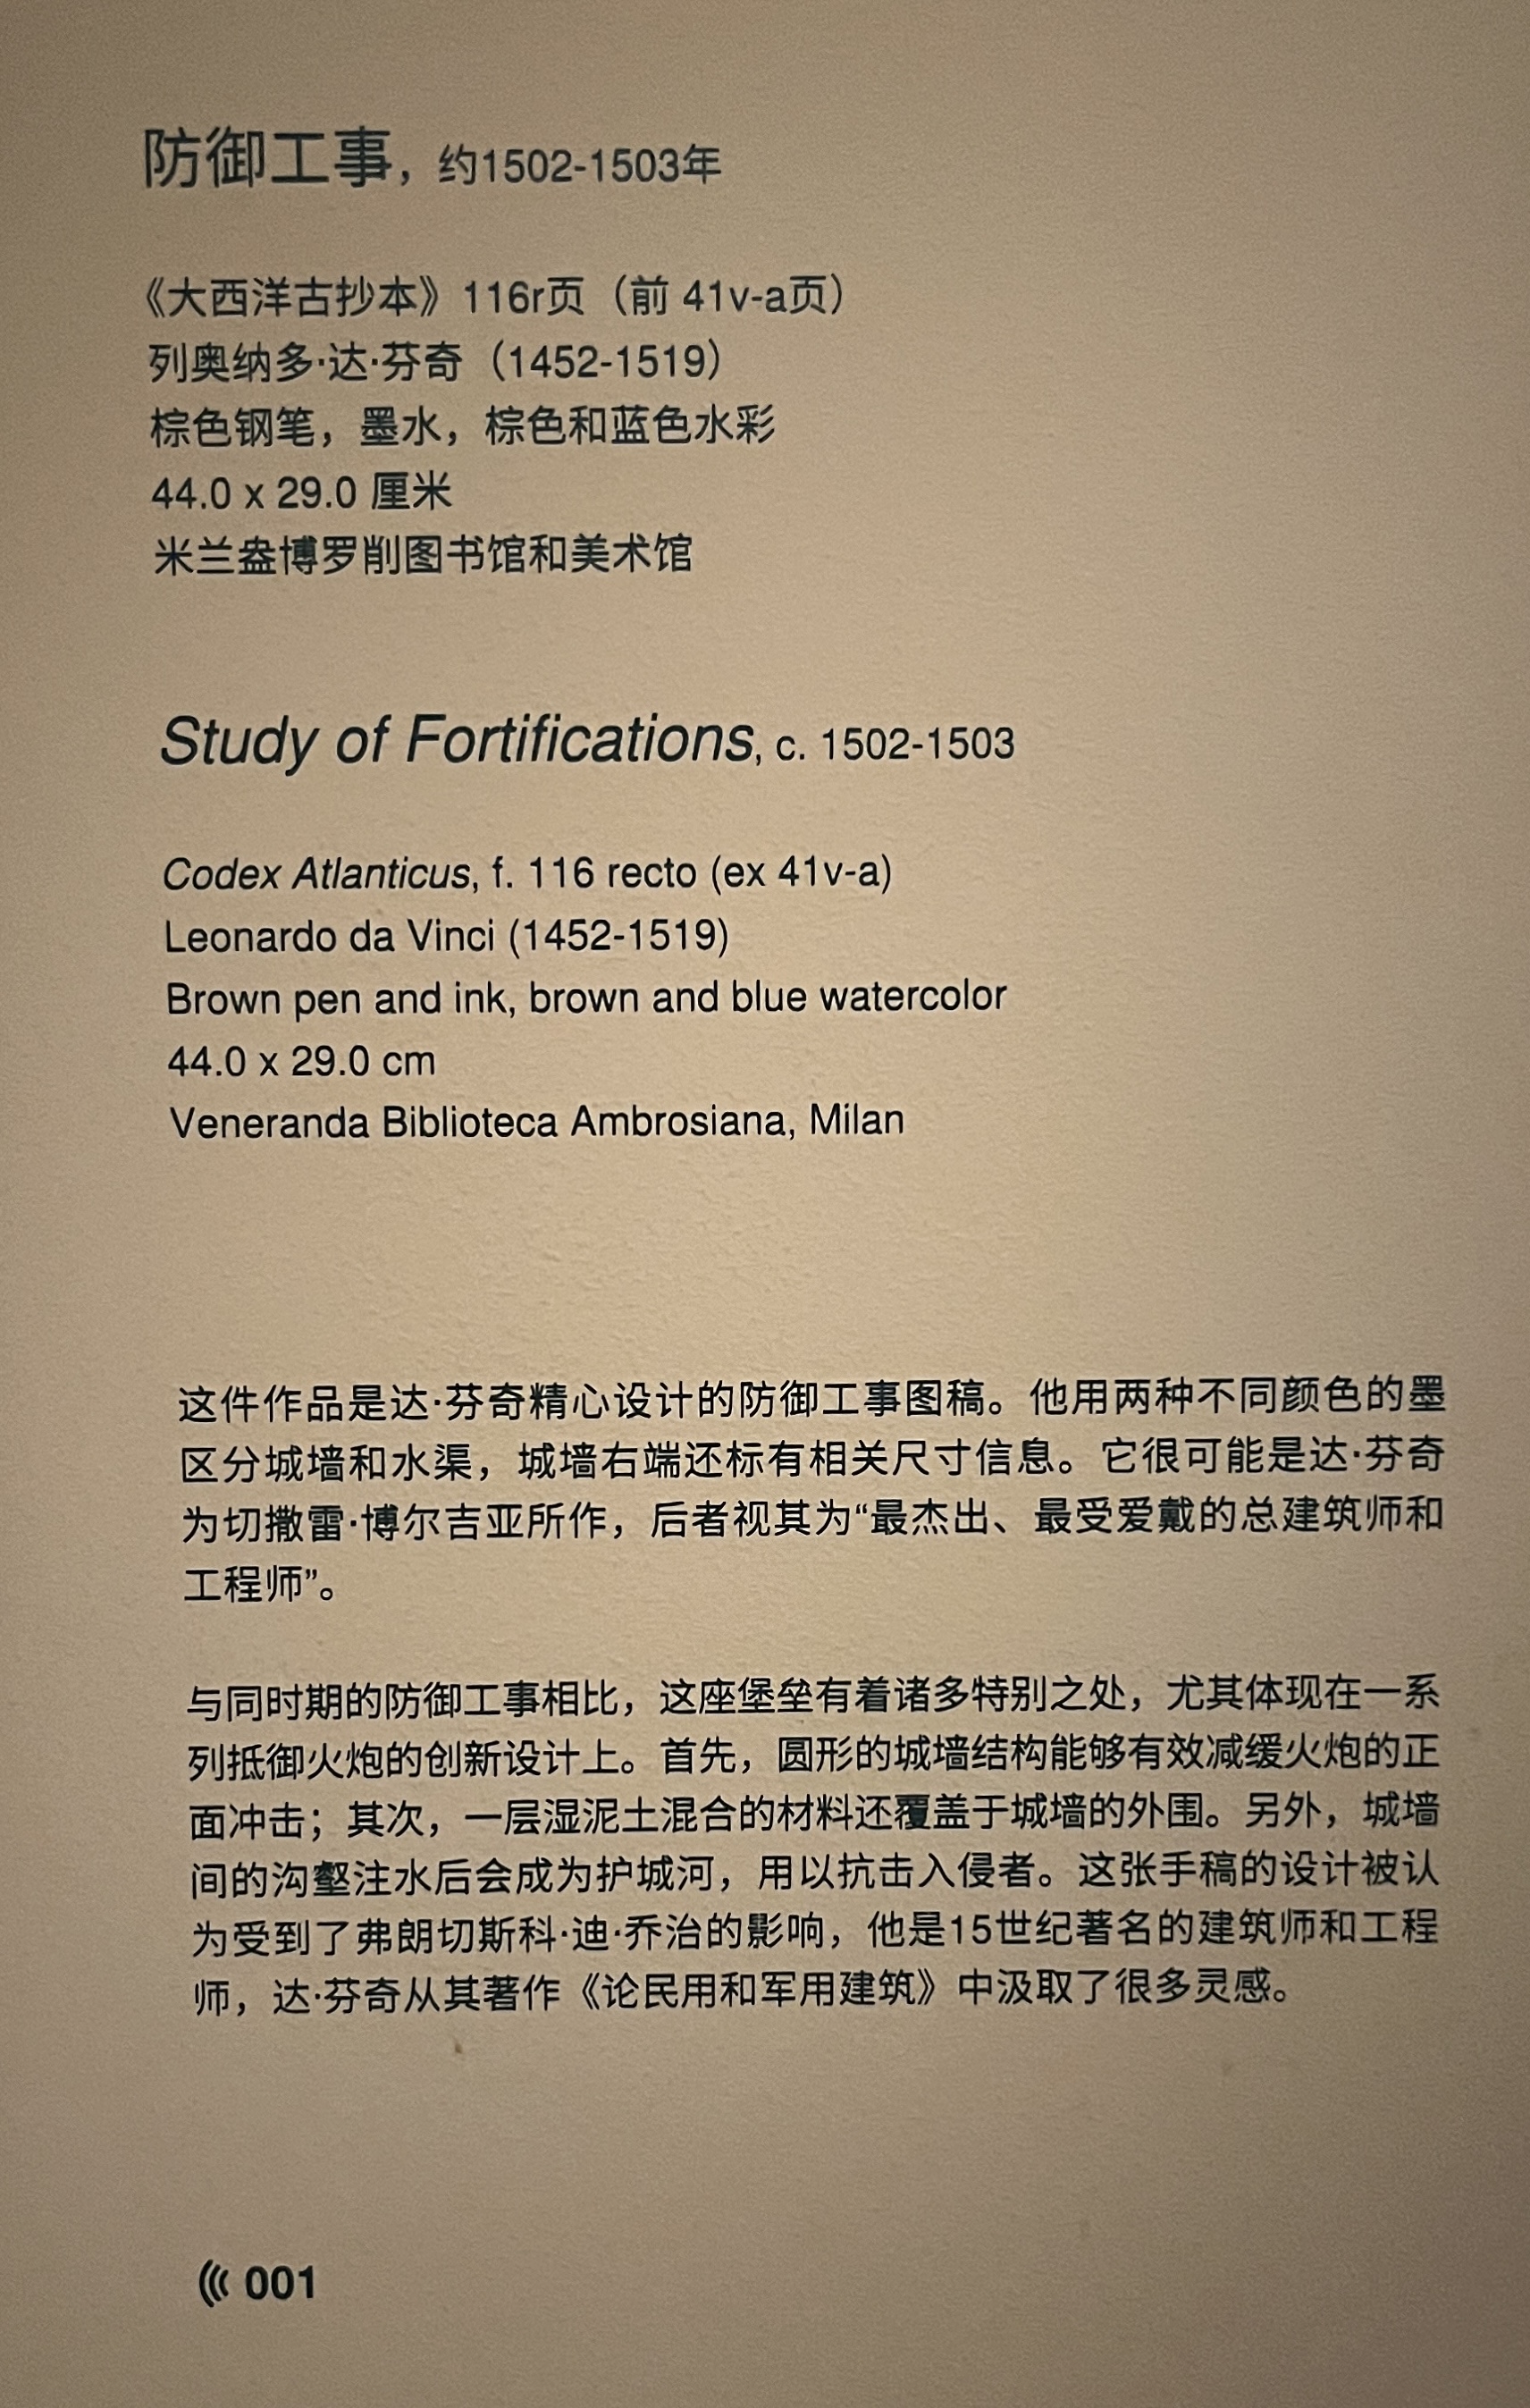 防御工事，约1502-1503年
《大西洋古抄本》116r页（前 41v-a页）
列奥纳多·达·芬奇（1452-1519）
棕色钢笔，墨水，棕色和蓝色水彩
44.0 x 29.0 厘米
米兰盎博罗削图书馆和美术馆
Study of Fortifications, c. 1502-1503
Codex Atlanticus, f. 116 recto (ex 41v-a)
Leonardo da Vinci (1452-1519)
Brown pen and ink, brown and blue watercolor
44.0 x 29.0 cm
Veneranda Biblioteca Ambrosiana, Milan
这件作品是达·芬奇精心设计的防御工事图稿。他用两种不同颜色的墨
区分城墙和水渠，城墙右端还标有相关尺寸信息。它很可能是达·芬奇
为切撒雷·博尔吉亚所作，后者视其为“最杰出、最受爱戴的总建筑师和
工程师”。
与同时期的防御工事相比，这座堡垒有着诸多特别之处，尤其体现在一系
列抵御火炮的创新设计上。首先，圆形的城墙结构能够有效减缓火炮的正
面冲击；其次，一层湿泥土混合的材料还覆盖于城墙的外围。另外，城墙
间的沟壑注水后会成为护城河，用以抗击入侵者。这张手稿的设计被认
为受到了弗朗切斯科·迪·乔治的影响，他是15世纪著名的建筑师和工程
师，达·芬奇从其著作《论民用和军用建筑》中汲取了很多灵感。
001